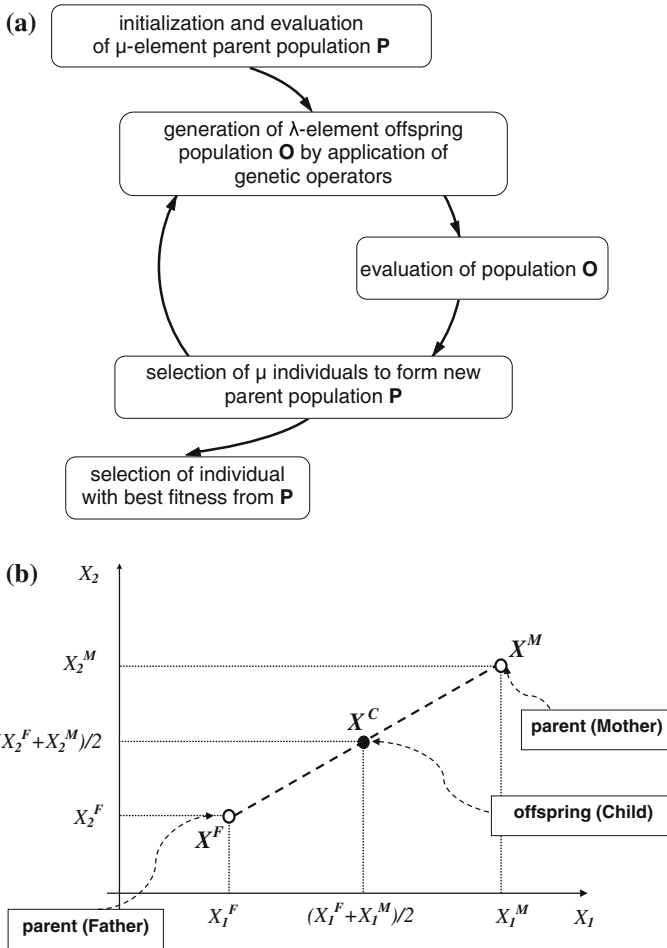 (a)
initialization and evaluation
of μ-element parent population P
generation of λ-element offspring
population O by application of
genetic operators
evaluation of population O
selection of μ individuals to form new
parent population P
selection of individual
with best fitness from P
(b)
X₂
X₂ᴹ
Xᴹ
parent (Mother)
Xᶜ
X₂ᶠ+X₂ᴹ)/2
offspring (Child)
X₂ᶠ
Xᶠ
parent (Father)
X₁ᶠ
(X₁ᶠ+X₁ᴹ)/2
X₁ᴹ
X₁